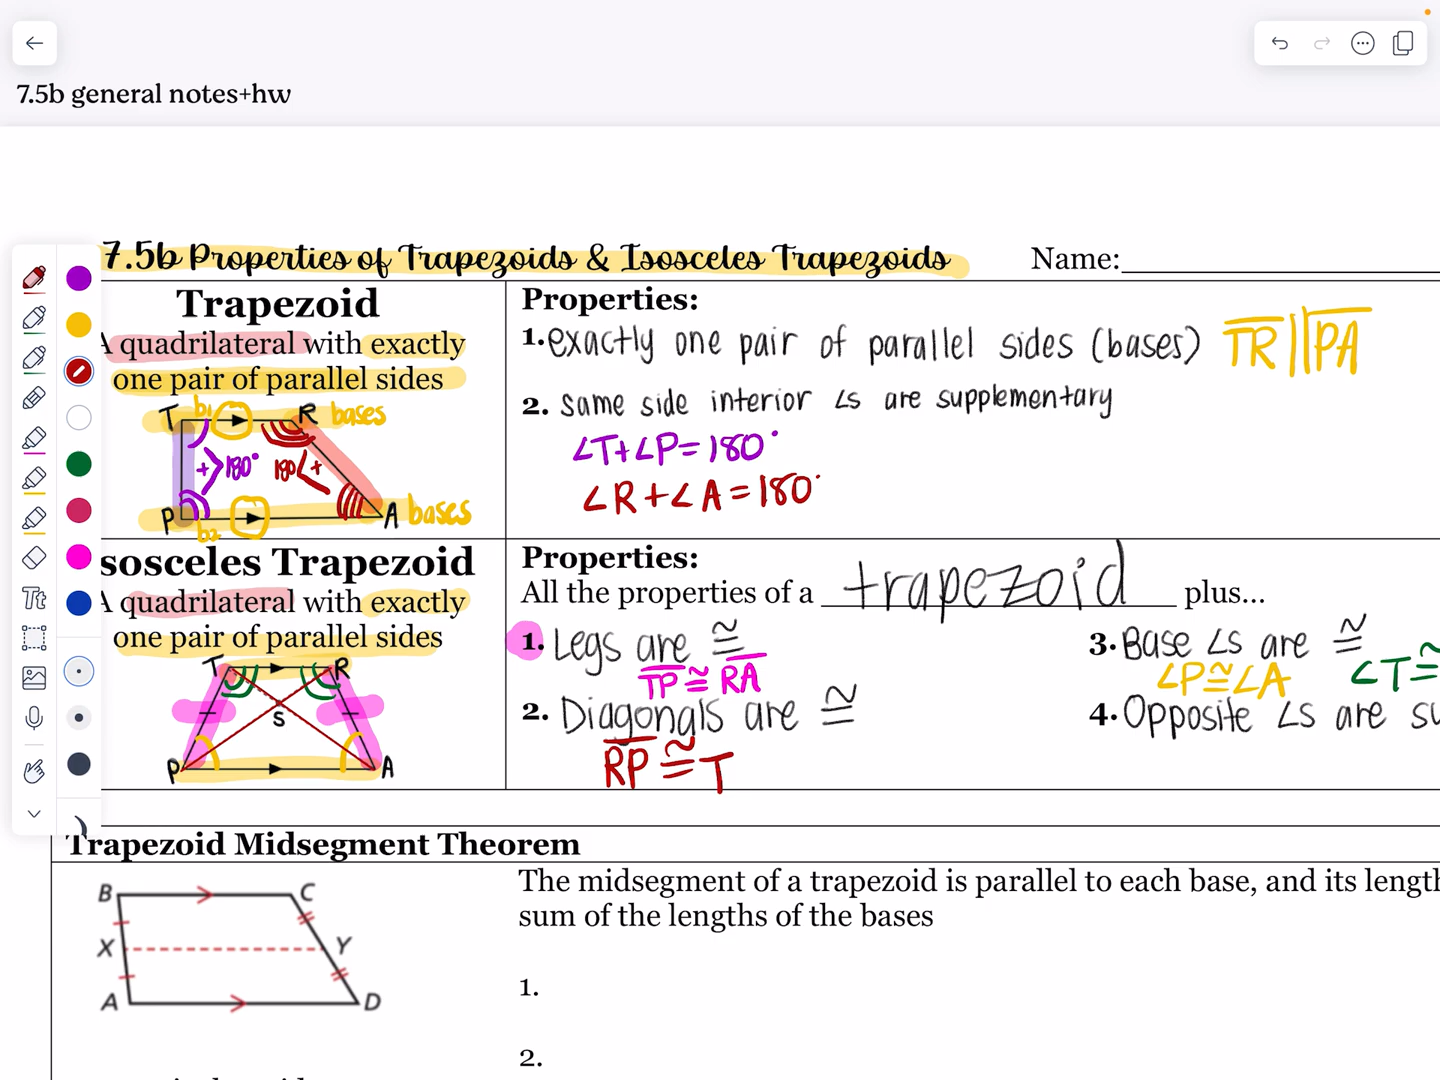 7.5b general notes+hw
7.5b Properties of Trapezoids & Isosceles Trapezoids
Name:
Trapezoid
A quadrilateral with exactly
one pair of parallel sides
T b₁ R bases
+ 180° 180 +
P b₂ A bases
Properties:
1. exactly one pair of parallel sides (bases) TR || PA
2. same side interior ∠s are supplementary
∠T+∠P=180°
∠R+∠A=180°
sosceles Trapezoid
A quadrilateral with exactly
one pair of parallel sides
T R
S
P A
Properties:
All the properties of a trapezoid plus...
1. Legs are ≅
TP ≅ RA
2. Diagonals are ≅
RP ≅ T
3. Base ∠s are ≅
∠P≅∠A ∠T≅
4. Opposite ∠s are su
Tt
Trapezoid Midsegment Theorem
B C
X Y
A D
The midsegment of a trapezoid is parallel to each base, and its length
sum of the lengths of the bases
1.
2.